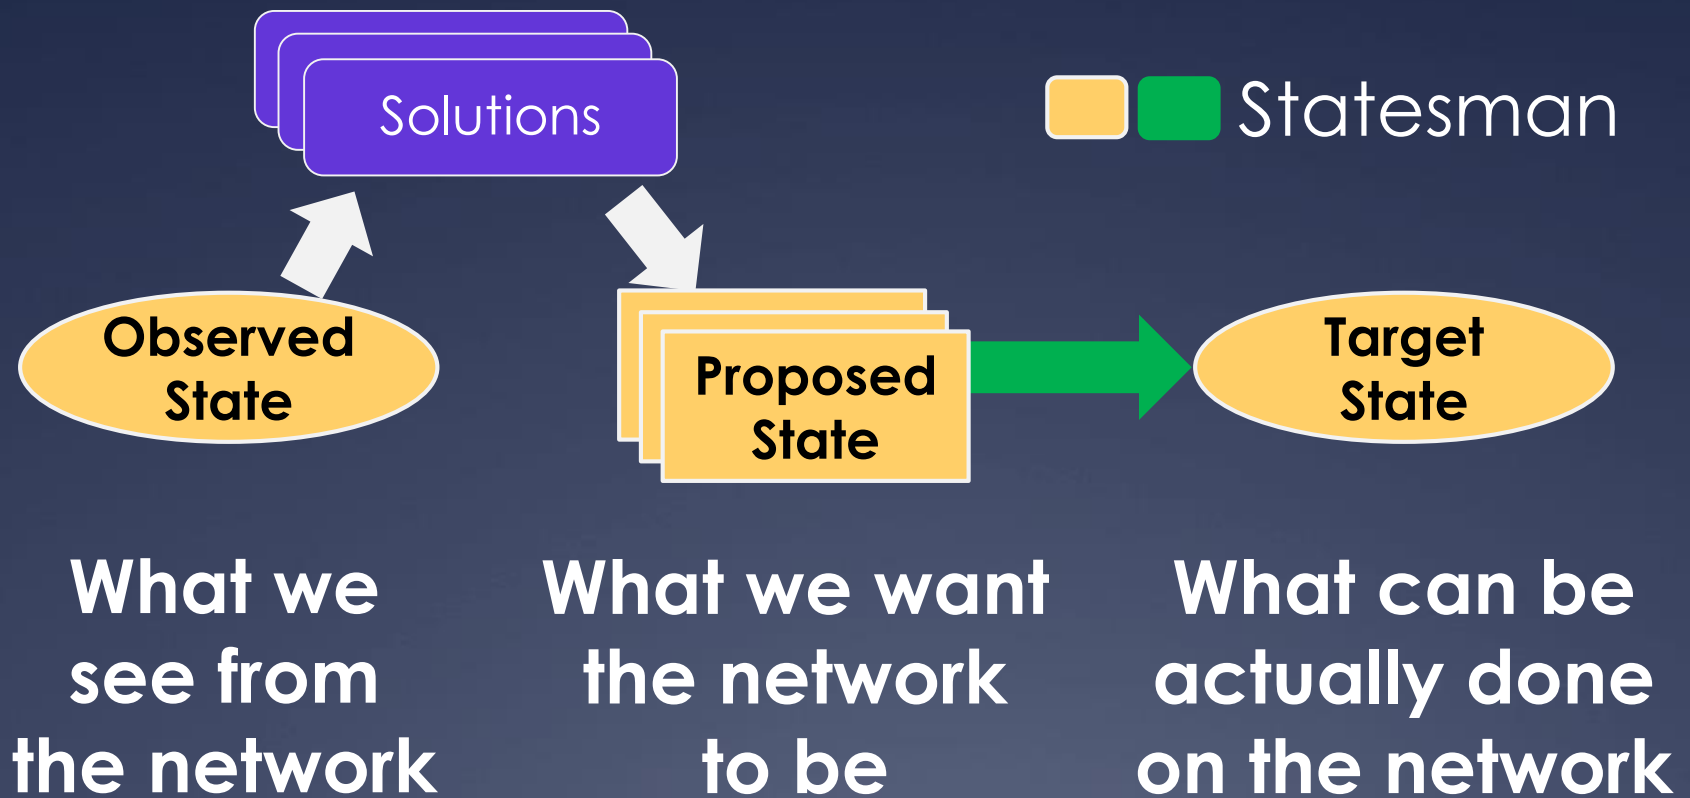 Solutions
Statesman
Observed
State
Proposed
State
Target
State
What we
see from
the network
What we want
the network
to be
What can be
actually done
on the network